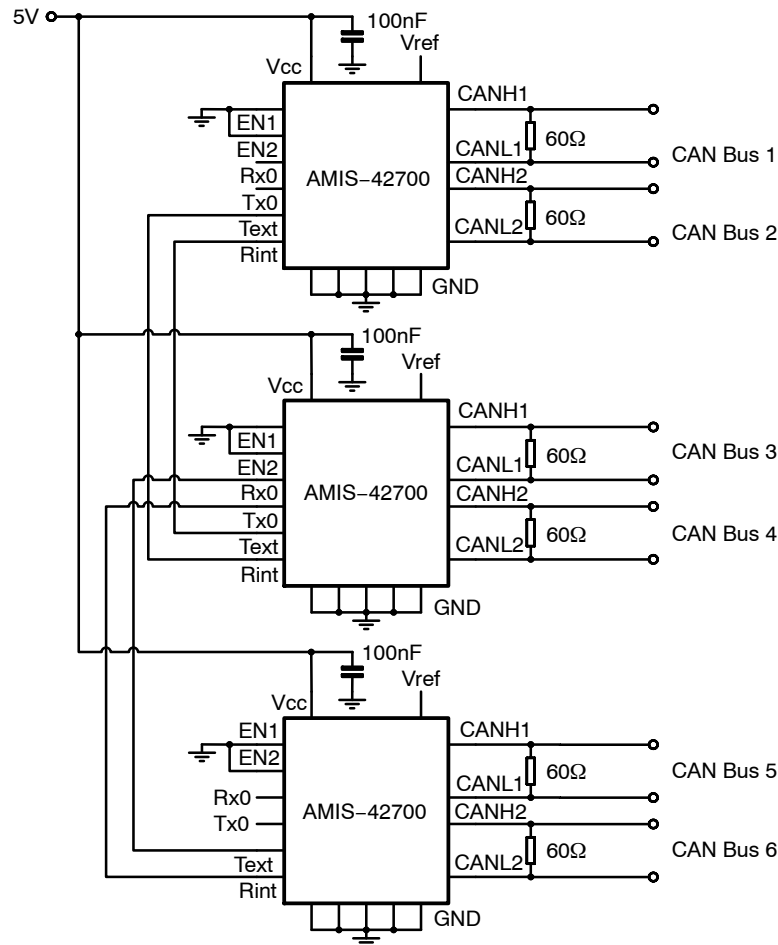 5V
100nF
Vref
Vcc
CANH1
EN1
60Ω
EN2
CANL1
CAN Bus 1
Rx0
AMIS−42700
CANH2
Tx0
60Ω
Text
CANL2
CAN Bus 2
Rint
GND
100nF
Vref
Vcc
CANH1
EN1
60Ω
CAN Bus 3
EN2
CANL1
Rx0
AMIS−42700
CANH2
Tx0
60Ω
CAN Bus 4
Text
CANL2
Rint
GND
100nF
Vref
Vcc
EN1
CANH1
EN2
60Ω
CAN Bus 5
CANL1
Rx0
AMIS−42700
CANH2
Tx0
60Ω
CAN Bus 6
Text
CANL2
Rint
GND